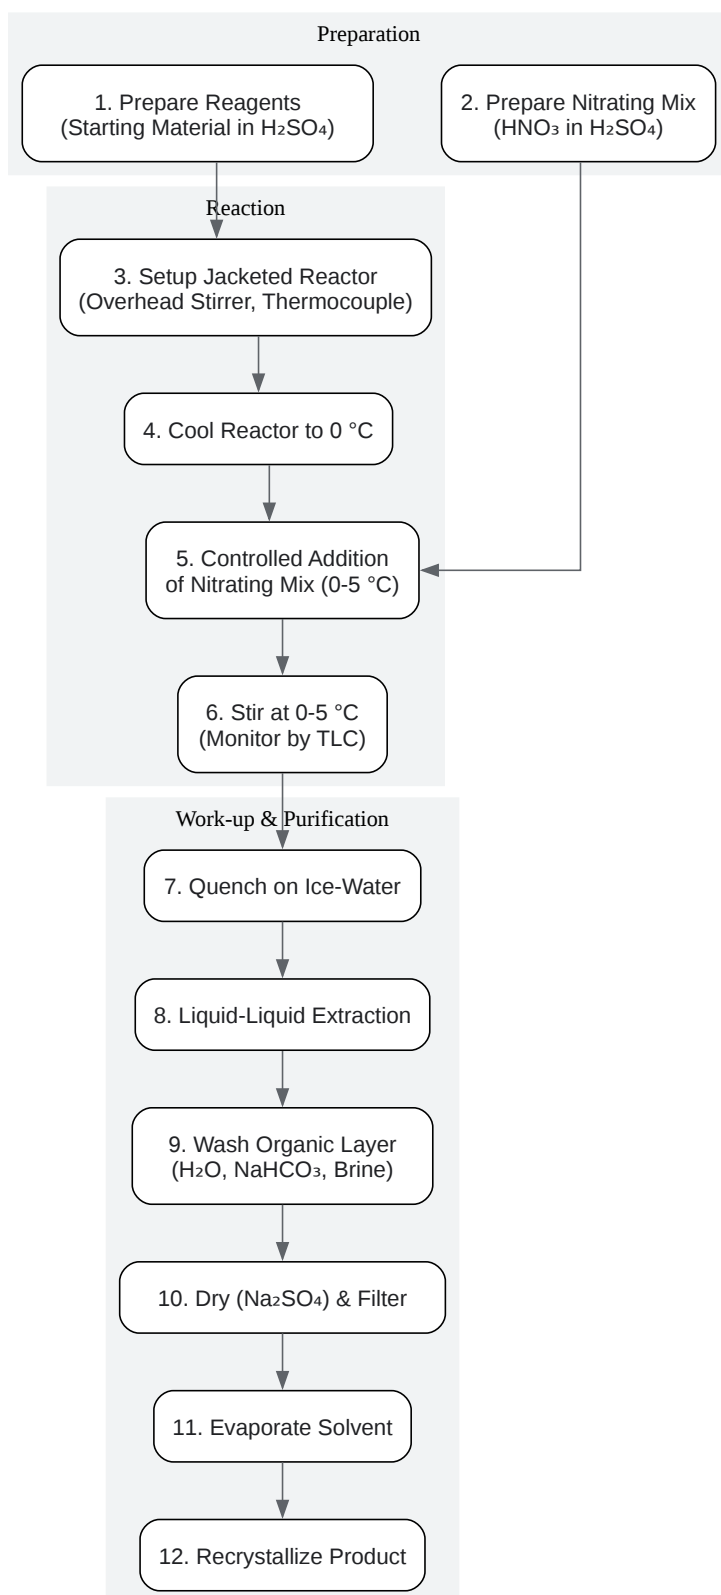 Preparation
1. Prepare Reagents
(Starting Material in H₂SO₄)
2. Prepare Nitrating Mix
(HNO₃ in H₂SO₄)
Reaction
3. Setup Jacketed Reactor
(Overhead Stirrer, Thermocouple)
4. Cool Reactor to 0 °C
5. Controlled Addition
of Nitrating Mix (0-5 °C)
6. Stir at 0-5 °C
(Monitor by TLC)
Work-up & Purification
7. Quench on Ice-Water
8. Liquid-Liquid Extraction
9. Wash Organic Layer
(H₂O, NaHCO₃, Brine)
10. Dry (Na₂SO₄) & Filter
11. Evaporate Solvent
12. Recrystallize Product